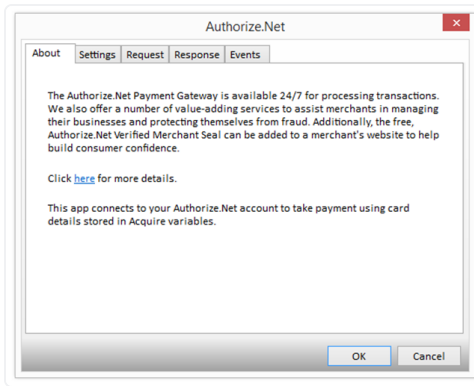 Authorize.Net
About Settings Request Response Events
The Authorize.Net Payment Gateway is available 24/7 for processing transactions.
We also offer a number of value-adding services to assist merchants in managing
their businesses and protecting themselves from fraud. Additionally, the free,
Authorize.Net Verified Merchant Seal can be added to a merchant's website to help
build consumer confidence.
Click here for more details.
This app connects to your Authorize.Net account to take payment using card
details stored in Acquire variables.
OK Cancel